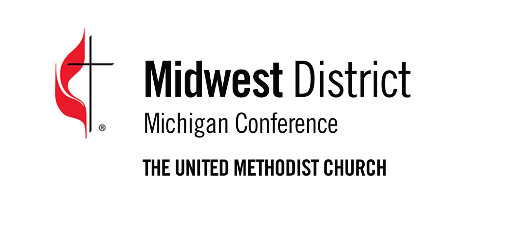 Midwest District
Michigan Conference
THE UNITED METHODIST CHURCH
®